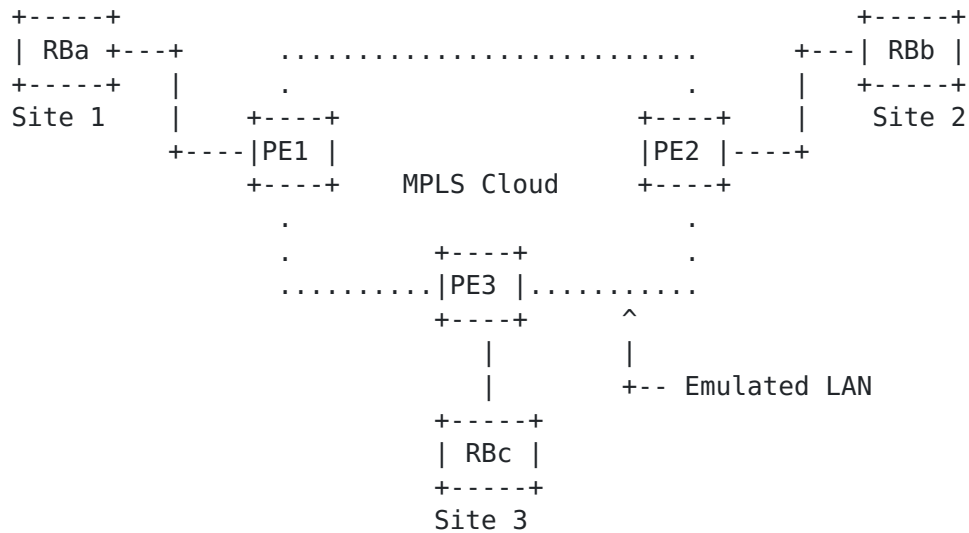 +-----+                                                +-----+
| RBa +---+      ...........................      +---| RBb |
+-----+   |      .                          .      |   +-----+
Site 1    |    +----+                   +----+    |    Site 2
          +----|PE1 |                   |PE2 |----+
               +----+    MPLS Cloud     +----+
                 .                          .
                 .         +----+           .
                 ..........|PE3 |...........
                           +----+      ^
                              |        |
                              |        +-- Emulated LAN
                           +-----+
                           | RBc |
                           +-----+
                           Site 3